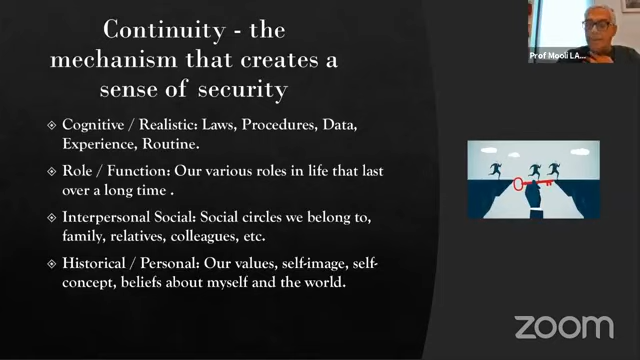 Continuity - the
mechanism that creates a
sense of security
Cognitive / Realistic: Laws, Procedures, Data,
Experience, Routine.
Role / Function: Our various roles in life that last
over a long time .
Interpersonal Social: Social circles we belong to,
family, relatives, colleagues, etc.
Historical / Personal: Our values, self-image, self-
concept, beliefs about myself and the world.
Prof Mooli LA...
zoom